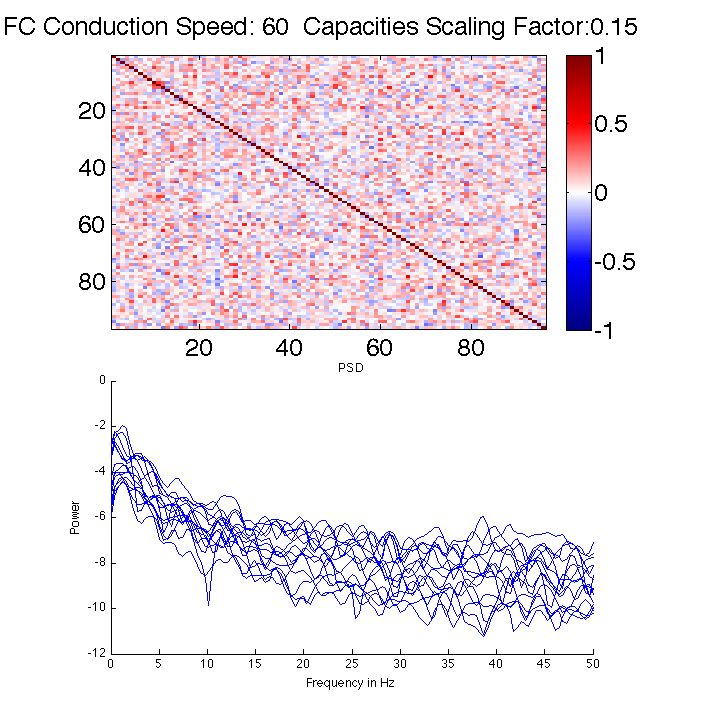 FC Conduction Speed: 60  Capacities Scaling Factor:0.15
1
20
0.5
40
0
60
-0.5
80
-1
20 40 60 80
PSD
0
-2
-4
-6
Power
-8
-10
-12
0 5 10 15 20 25 30 35 40 45 50
Frequency in Hz